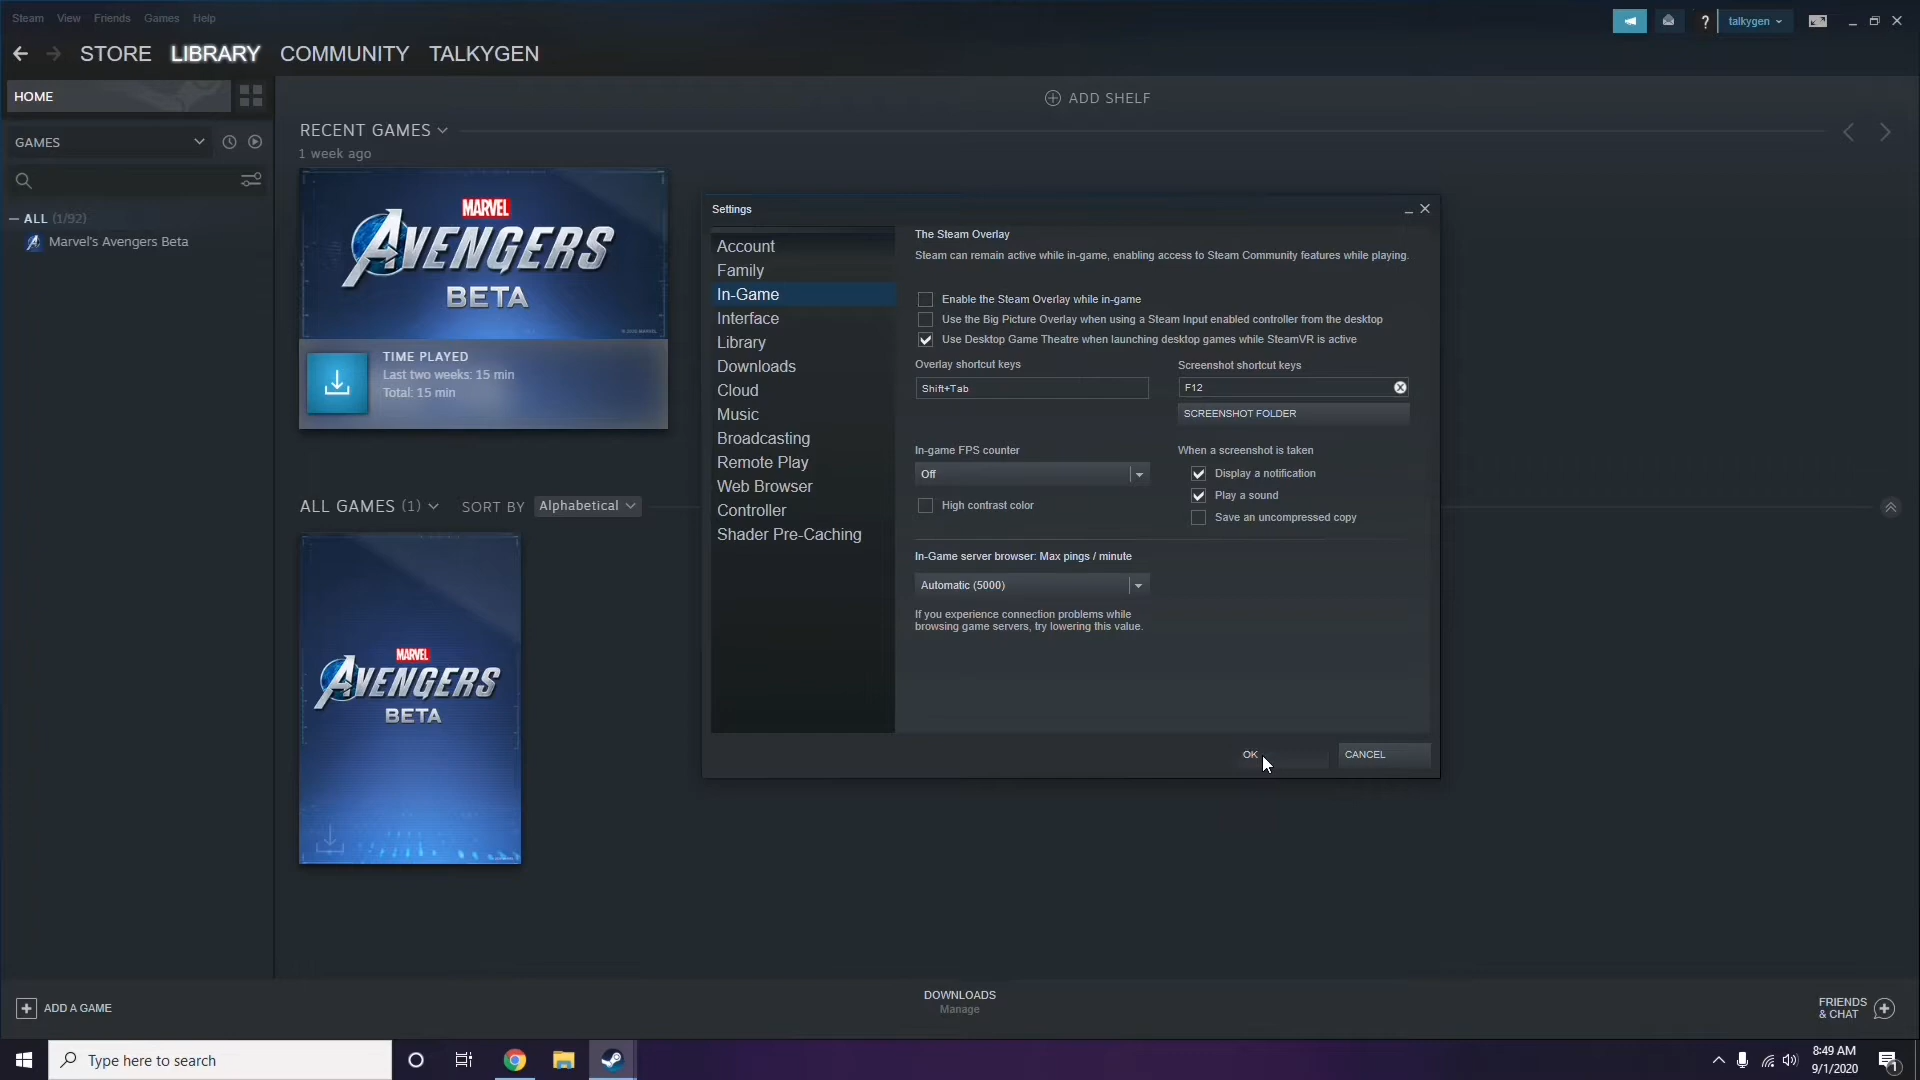 Steam View Friends Games Help
talkygen
STORE LIBRARY COMMUNITY TALKYGEN
HOME
ADD SHELF
GAMES
RECENT GAMES
1 week ago
ALL (1/92)
Marvel's Avengers Beta
MARVEL
AVENGERS
BETA
TIME PLAYED
Last two weeks: 15 min
Total: 15 min
ALL GAMES (1) SORT BY Alphabetical
MARVEL
AVENGERS
BETA
Settings
Account
Family
In-Game
Interface
Library
Downloads
Cloud
Music
Broadcasting
Remote Play
Web Browser
Controller
Shader Pre-Caching
The Steam Overlay
Steam can remain active while in-game, enabling access to Steam Community features while playing.
Enable the Steam Overlay while in-game
Use the Big Picture Overlay when using a Steam Input enabled controller from the desktop
Use Desktop Game Theatre when launching desktop games while SteamVR is active
Overlay shortcut keys
Shift+Tab
Screenshot shortcut keys
F12
SCREENSHOT FOLDER
In-game FPS counter
Off
High contrast color
When a screenshot is taken
Display a notification
Play a sound
Save an uncompressed copy
In-Game server browser: Max pings / minute
Automatic (5000)
If you experience connection problems while
browsing game servers, try lowering this value.
OK
CANCEL
ADD A GAME
DOWNLOADS
Manage
FRIENDS
& CHAT
Type here to search
8:49 AM
9/1/2020
1